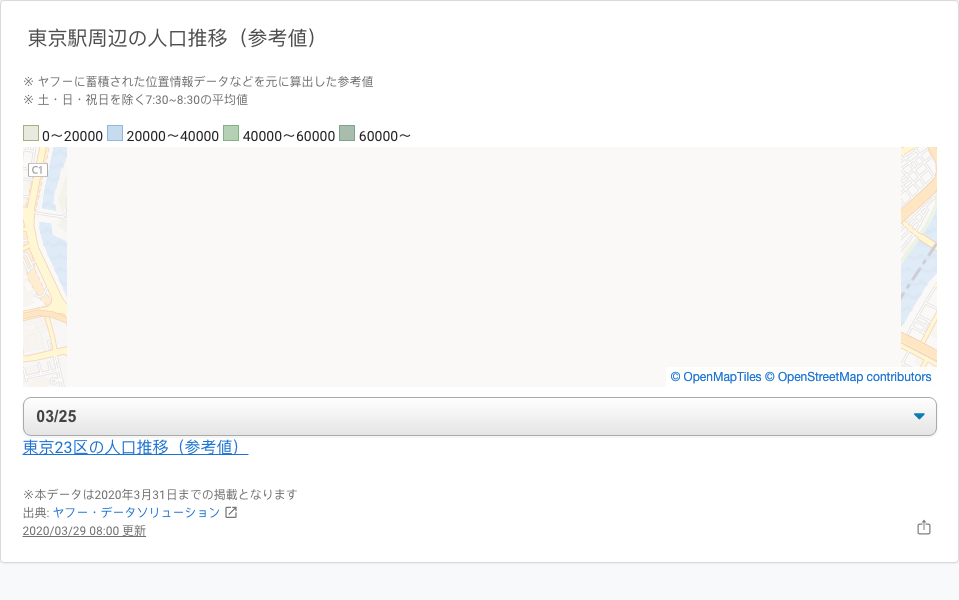 東京駅周辺の人口推移（参考値）
※ ヤフーに蓄積された位置情報データなどを元に算出した参考値
※ 土・日・祝日を除く7:30~8:30の平均値
0〜20000 20000〜40000 40000〜60000 60000〜
C1
© OpenMapTiles © OpenStreetMap contributors
03/25
東京23区の人口推移（参考値）
※本データは2020年3月31日までの掲載となります
出典: ヤフー・データソリューション
2020/03/29 08:00 更新